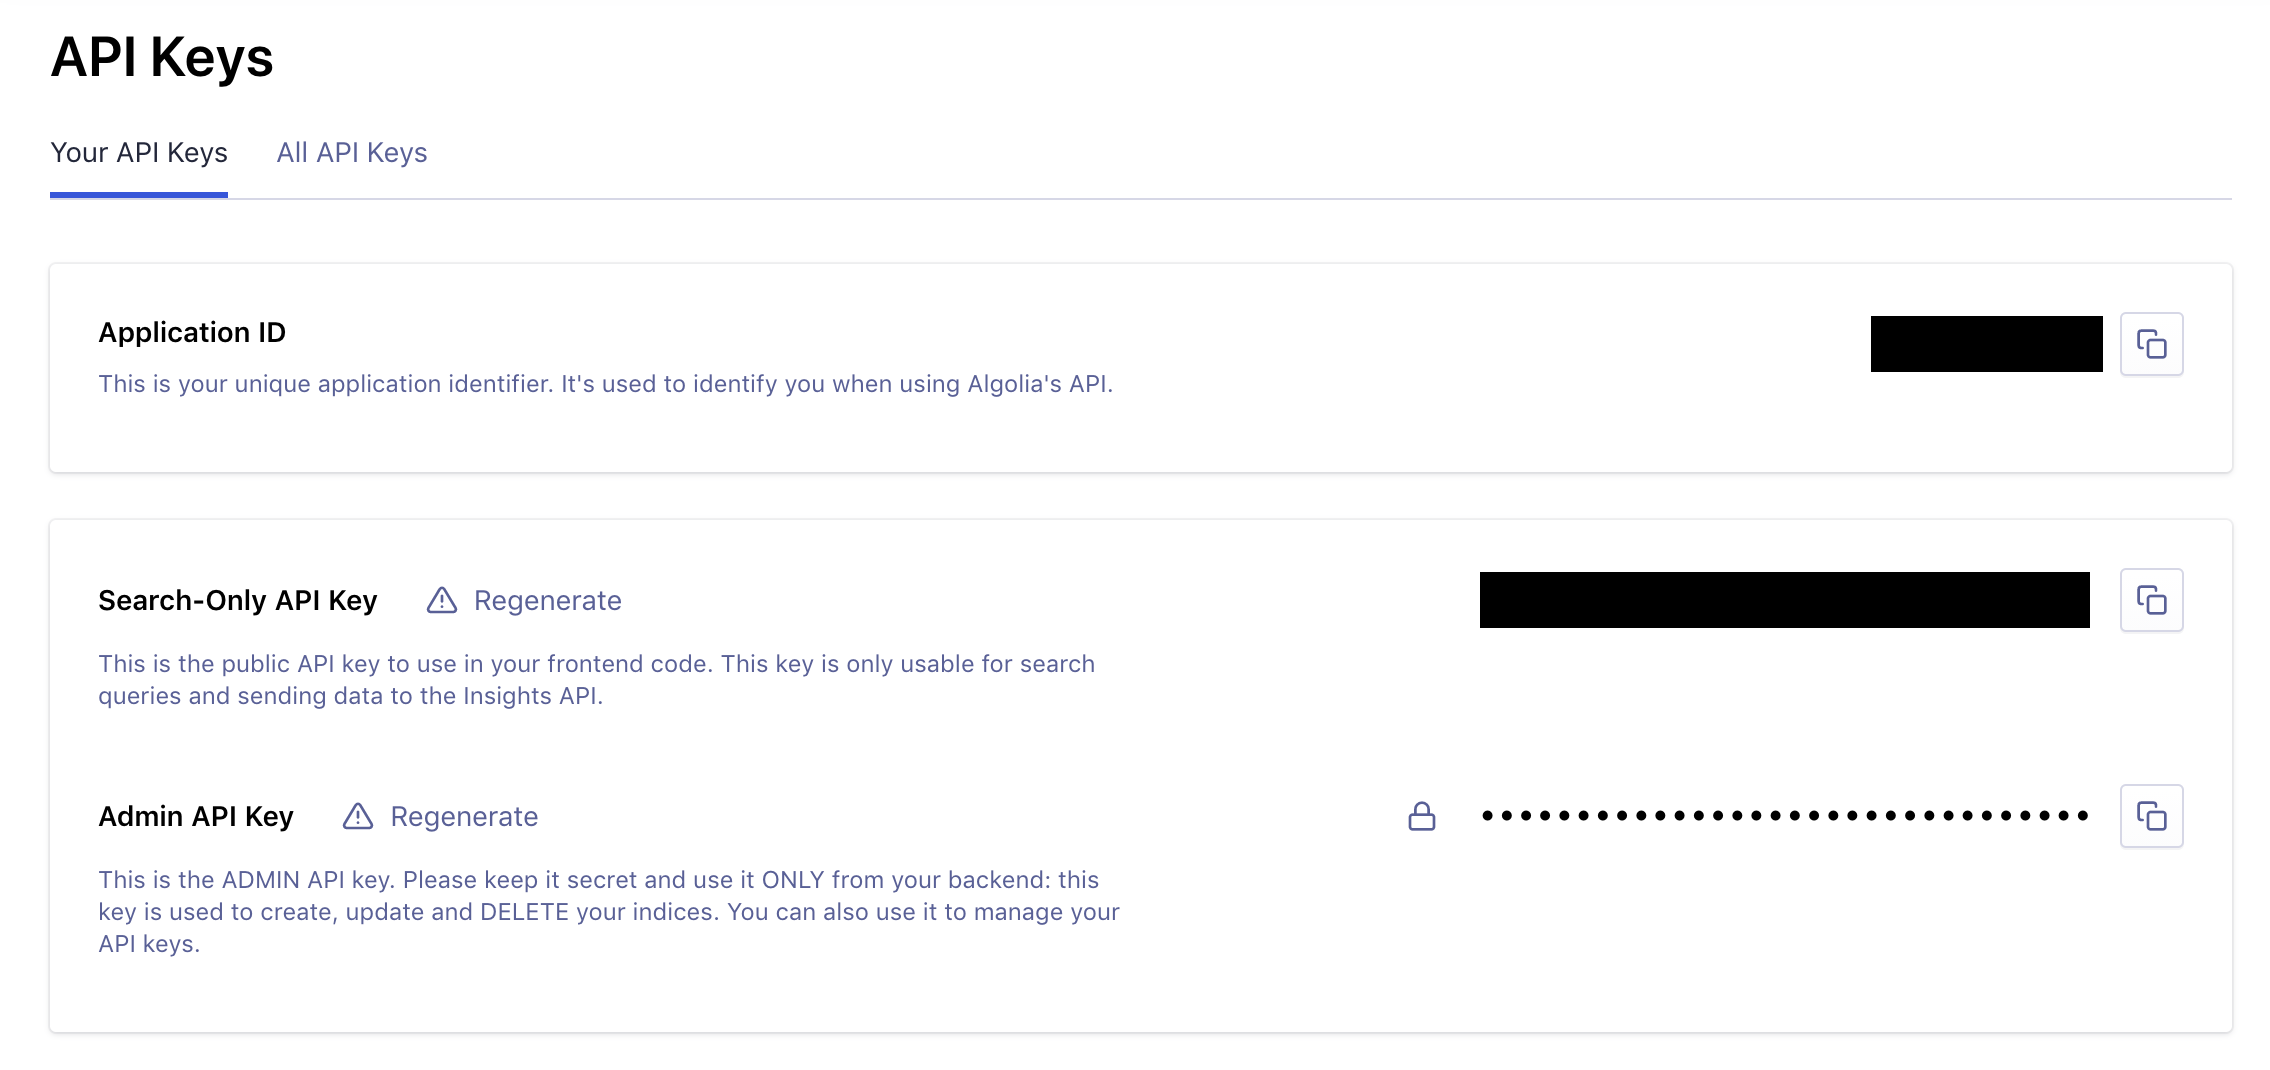 API Keys
Your API Keys
All API Keys
Application ID
This is your unique application identifier. It's used to identify you when using Algolia's API.
Search-Only API Key
Regenerate
This is the public API key to use in your frontend code. This key is only usable for search
queries and sending data to the Insights API.
Admin API Key
Regenerate
••••••••••••••••••••••••••••••••
This is the ADMIN API key. Please keep it secret and use it ONLY from your backend: this
key is used to create, update and DELETE your indices. You can also use it to manage your
API keys.